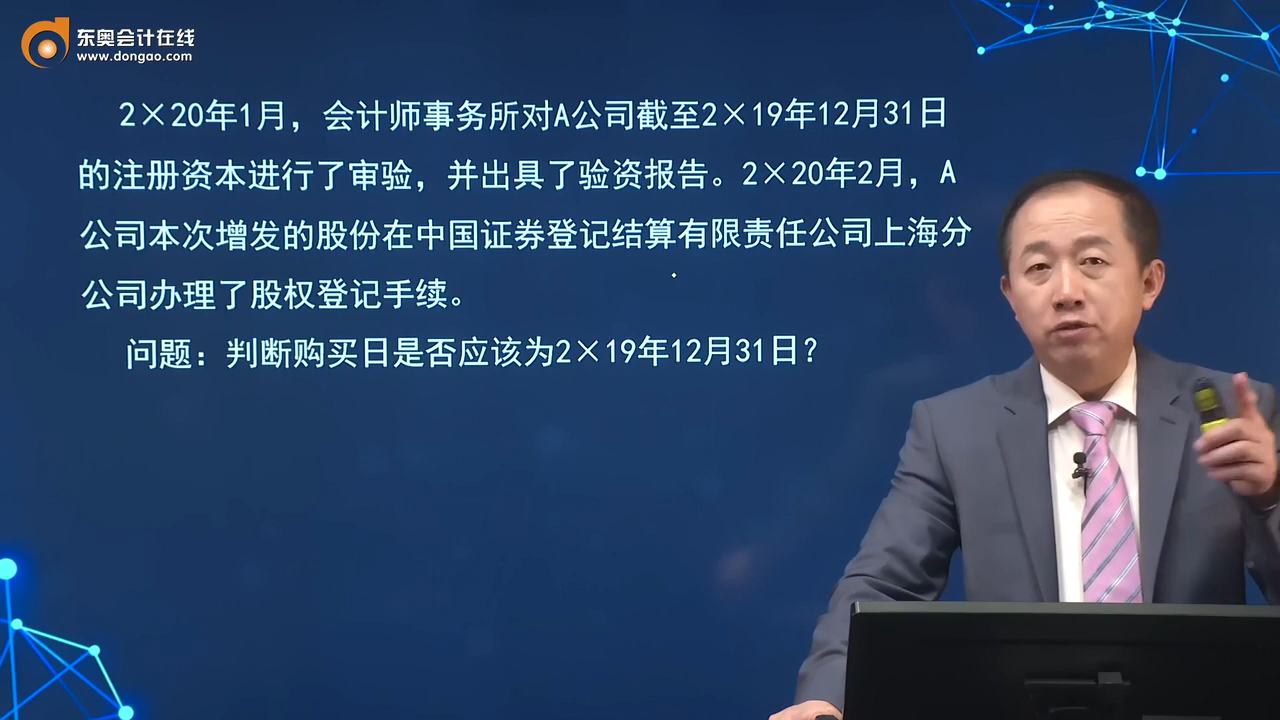 东奥会计在线
www.dongao.com
2×20年1月，会计师事务所对A公司截至2×19年12月31日
的注册资本进行了审验，并出具了验资报告。2×20年2月，A
公司本次增发的股份在中国证券登记结算有限责任公司上海分
公司办理了股权登记手续。
问题：判断购买日是否应该为2×19年12月31日？